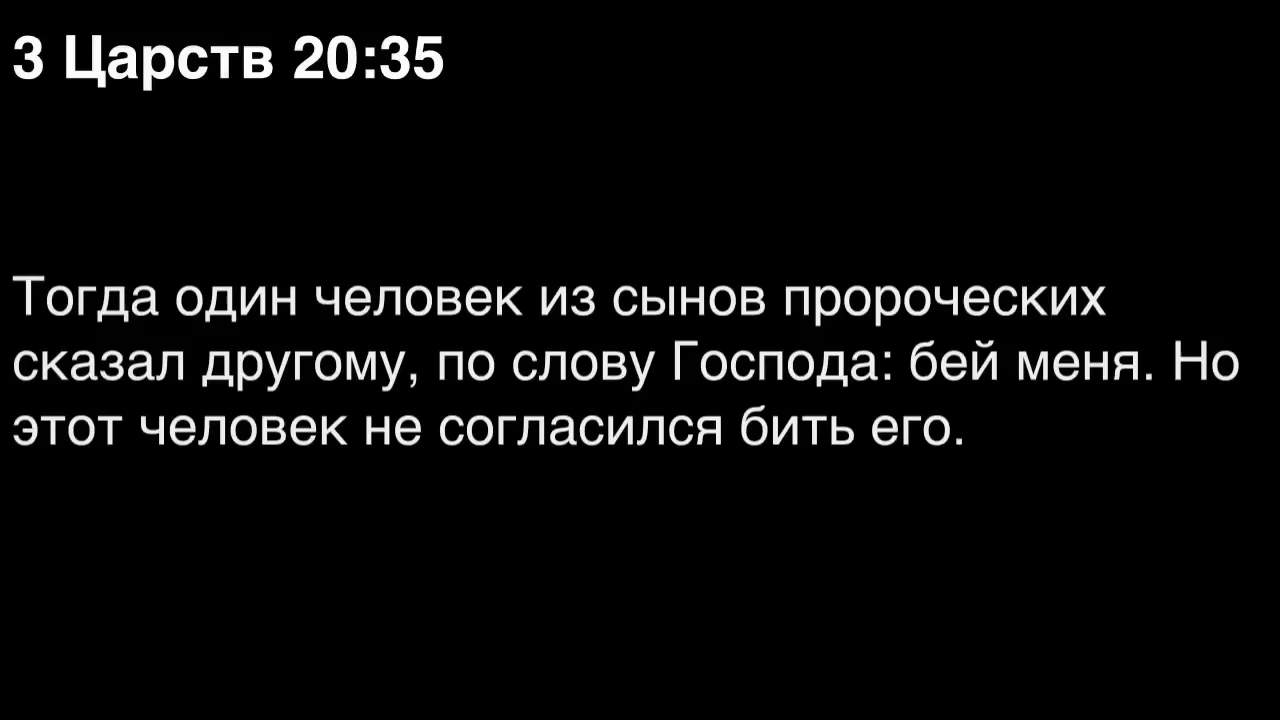 3 Царств 20:35
Тогда один человек из сынов пророческих
сказал другому, по слову Господа: бей меня. Но
этот человек не согласился бить его.